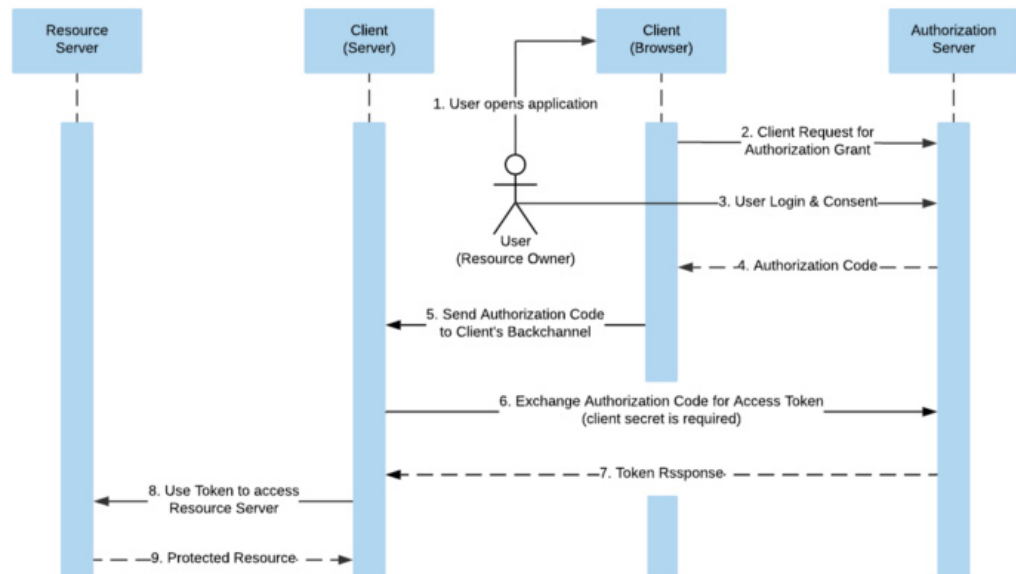 Resource
Server
Client
(Server)
Client
(Browser)
Authorization
Server
1. User opens application
2. Client Request for
Authorization Grant
3. User Login & Consent
User
(Resource Owner)
4. Authorization Code
5. Send Authorization Code
to Client's Backchannel
6. Exchange Authorization Code for Access Token
(client secret is required)
7. Token Rssponse
8. Use Token to access
Resource Server
9. Protected Resource